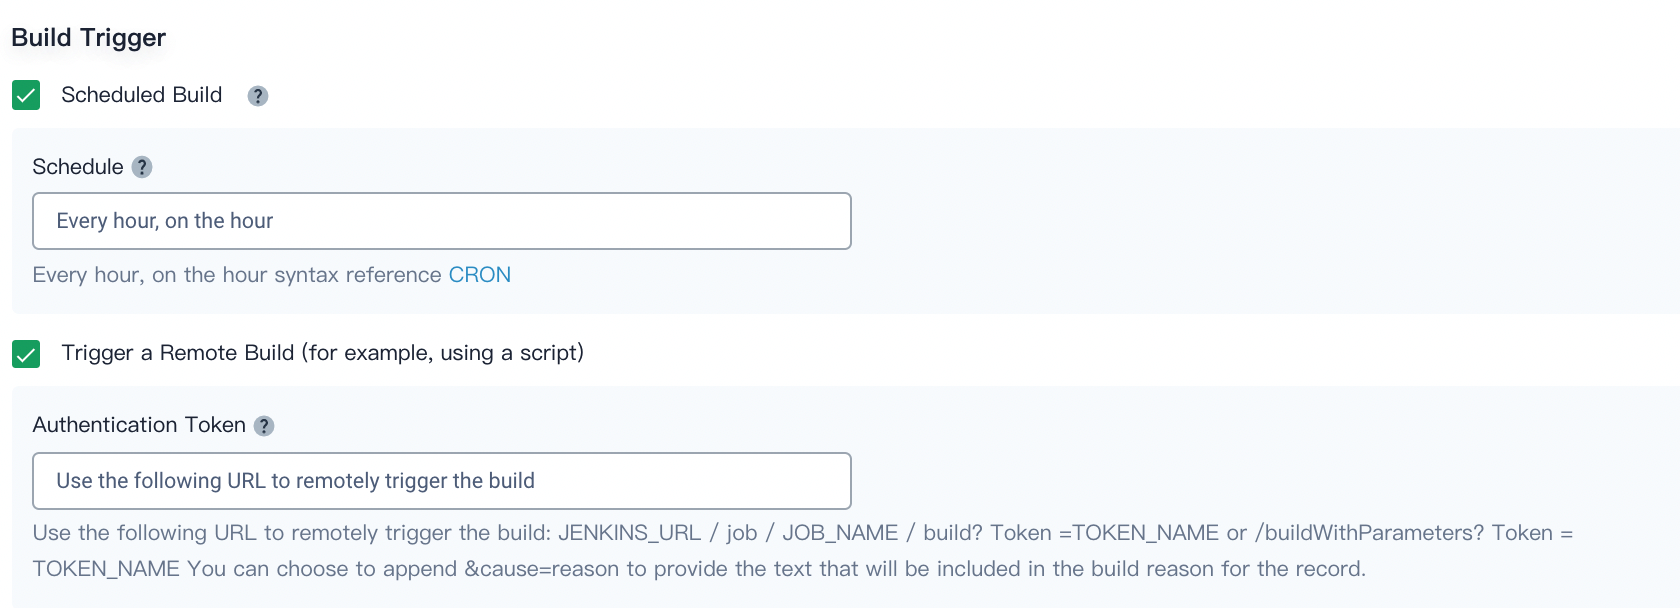 Build Trigger
Scheduled Build ?
Schedule ?
Every hour, on the hour
Every hour, on the hour syntax reference CRON
Trigger a Remote Build (for example, using a script)
Authentication Token ?
Use the following URL to remotely trigger the build
Use the following URL to remotely trigger the build: JENKINS_URL / job / JOB_NAME / build? Token =TOKEN_NAME or /buildWithParameters? Token =
TOKEN_NAME You can choose to append &cause=reason to provide the text that will be included in the build reason for the record.